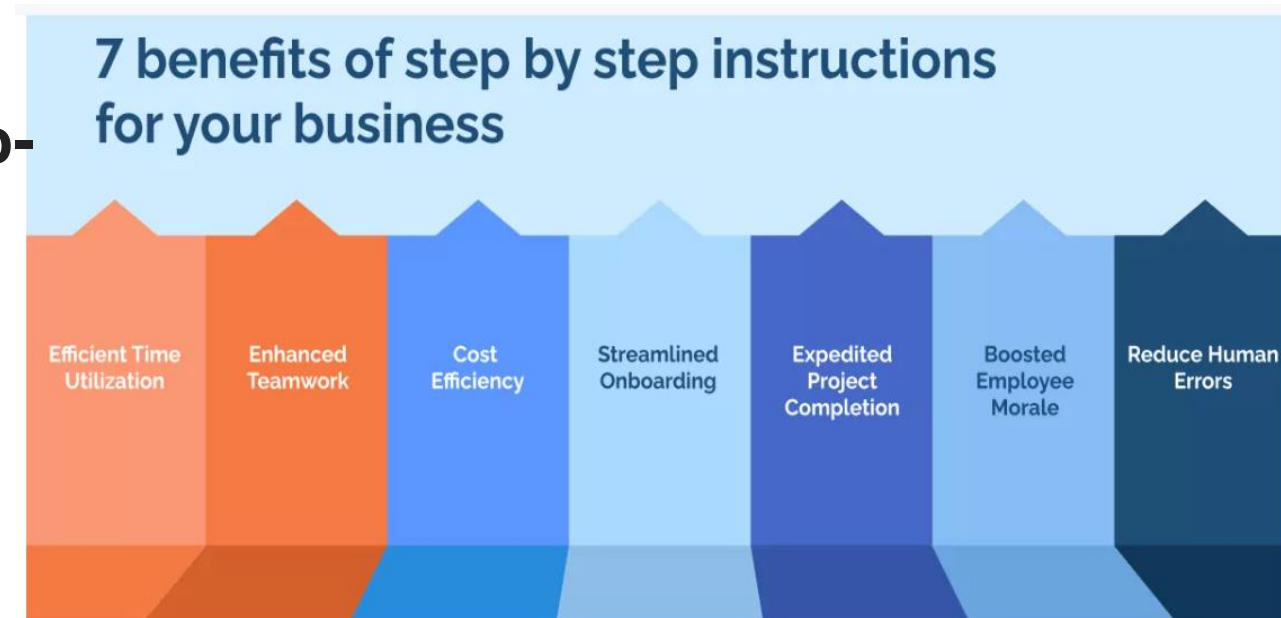 7 benefits of step by step instructions
for your business
Efficient Time
Utilization
Enhanced
Teamwork
Cost
Efficiency
Streamlined
Onboarding
Expedited
Project
Completion
Boosted
Employee
Morale
Reduce Human
Errors